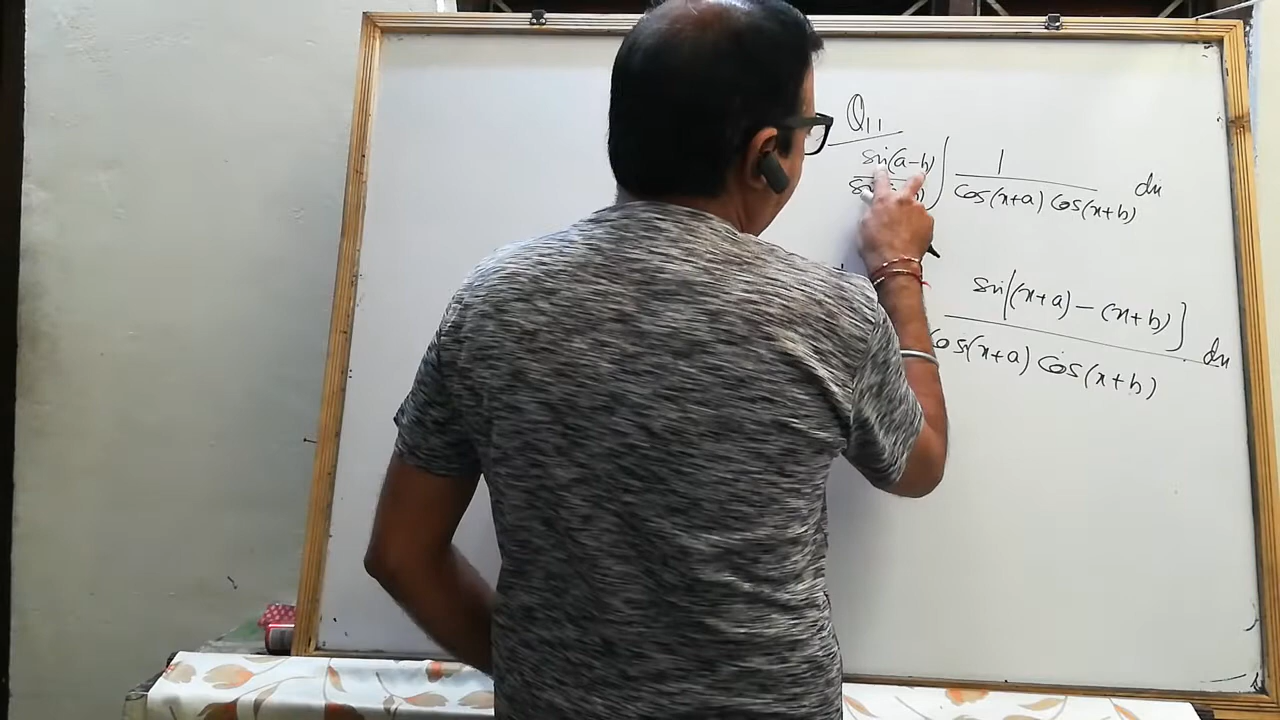 Q11
sin(a-b) ∫ 1
cos(x+a) cos(x+b) dx
sin[(x+a) - (x+b)]
cos(x+a) cos(x+b) dx